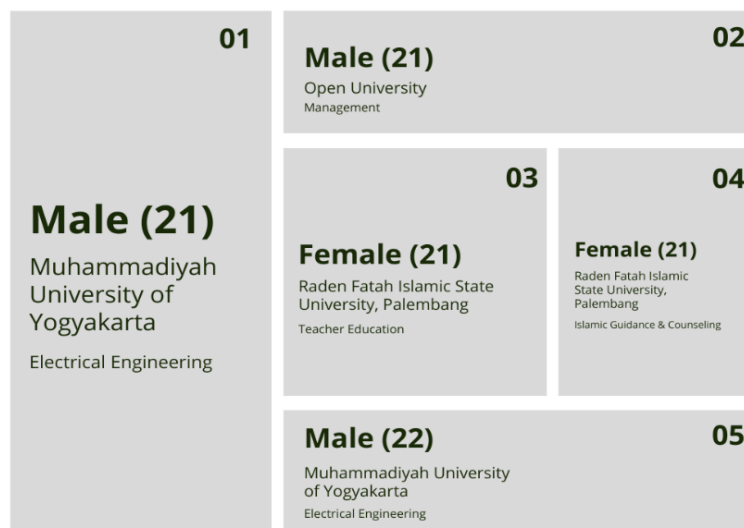 01
Male (21)
Muhammadiyah
University of
Yogyakarta
Electrical Engineering
02
Male (21)
Open University
Management
03
Female (21)
Raden Fatah Islamic State
University, Palembang
Teacher Education
04
Female (21)
Raden Fatah Islamic
State University,
Palembang
Islamic Guidance & Counseling
05
Male (22)
Muhammadiyah University
of Yogyakarta
Electrical Engineering